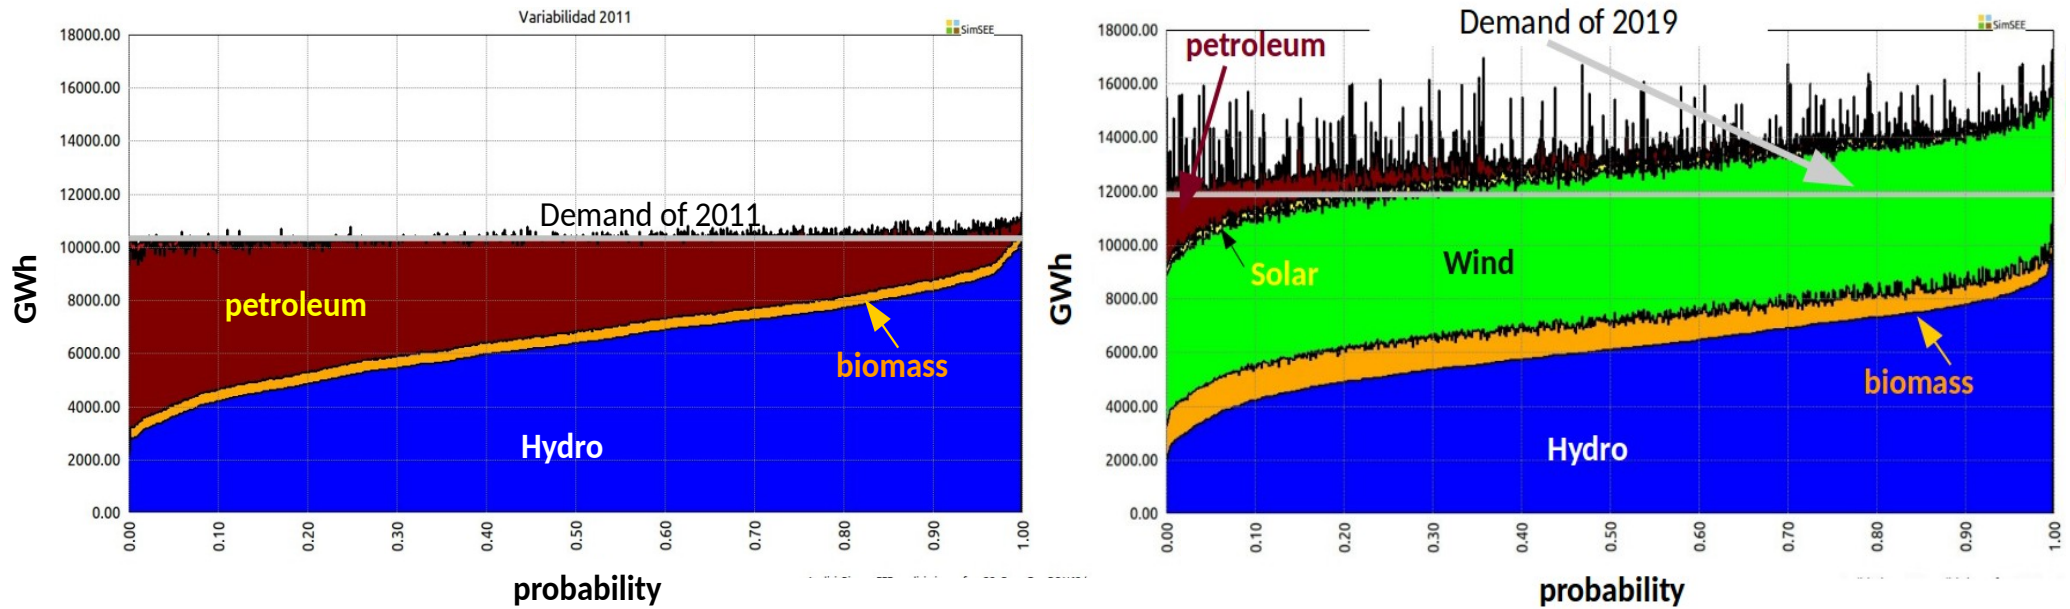 Variabilidad 2011
SimSEE
18000.00
16000.00
14000.00
12000.00
10000.00
8000.00
6000.00
4000.00
2000.00
0.00
GWh
Demand of 2011
petroleum
biomass
Hydro
0.00 0.10 0.20 0.30 0.40 0.50 0.60 0.70 0.80 0.90 1.00
probability
Demand of 2019
SimSEE
18000.00
16000.00
14000.00
12000.00
10000.00
8000.00
6000.00
4000.00
2000.00
0.00
GWh
petroleum
Wind
Solar
biomass
Hydro
0.00 0.10 0.20 0.30 0.40 0.50 0.60 0.70 0.80 0.90 1.00
probability